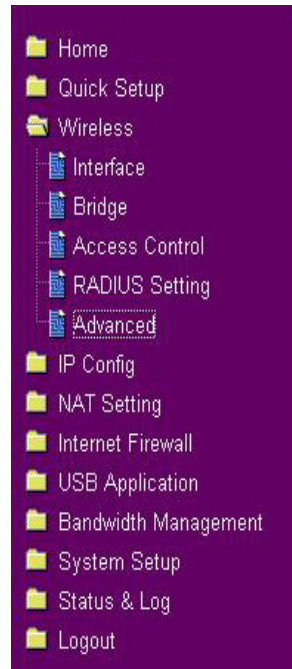 Home
Quick Setup
Wireless
Interface
Bridge
Access Control
RADIUS Setting
Advanced
IP Config
NAT Setting
Internet Firewall
USB Application
Bandwidth Management
System Setup
Status & Log
Logout